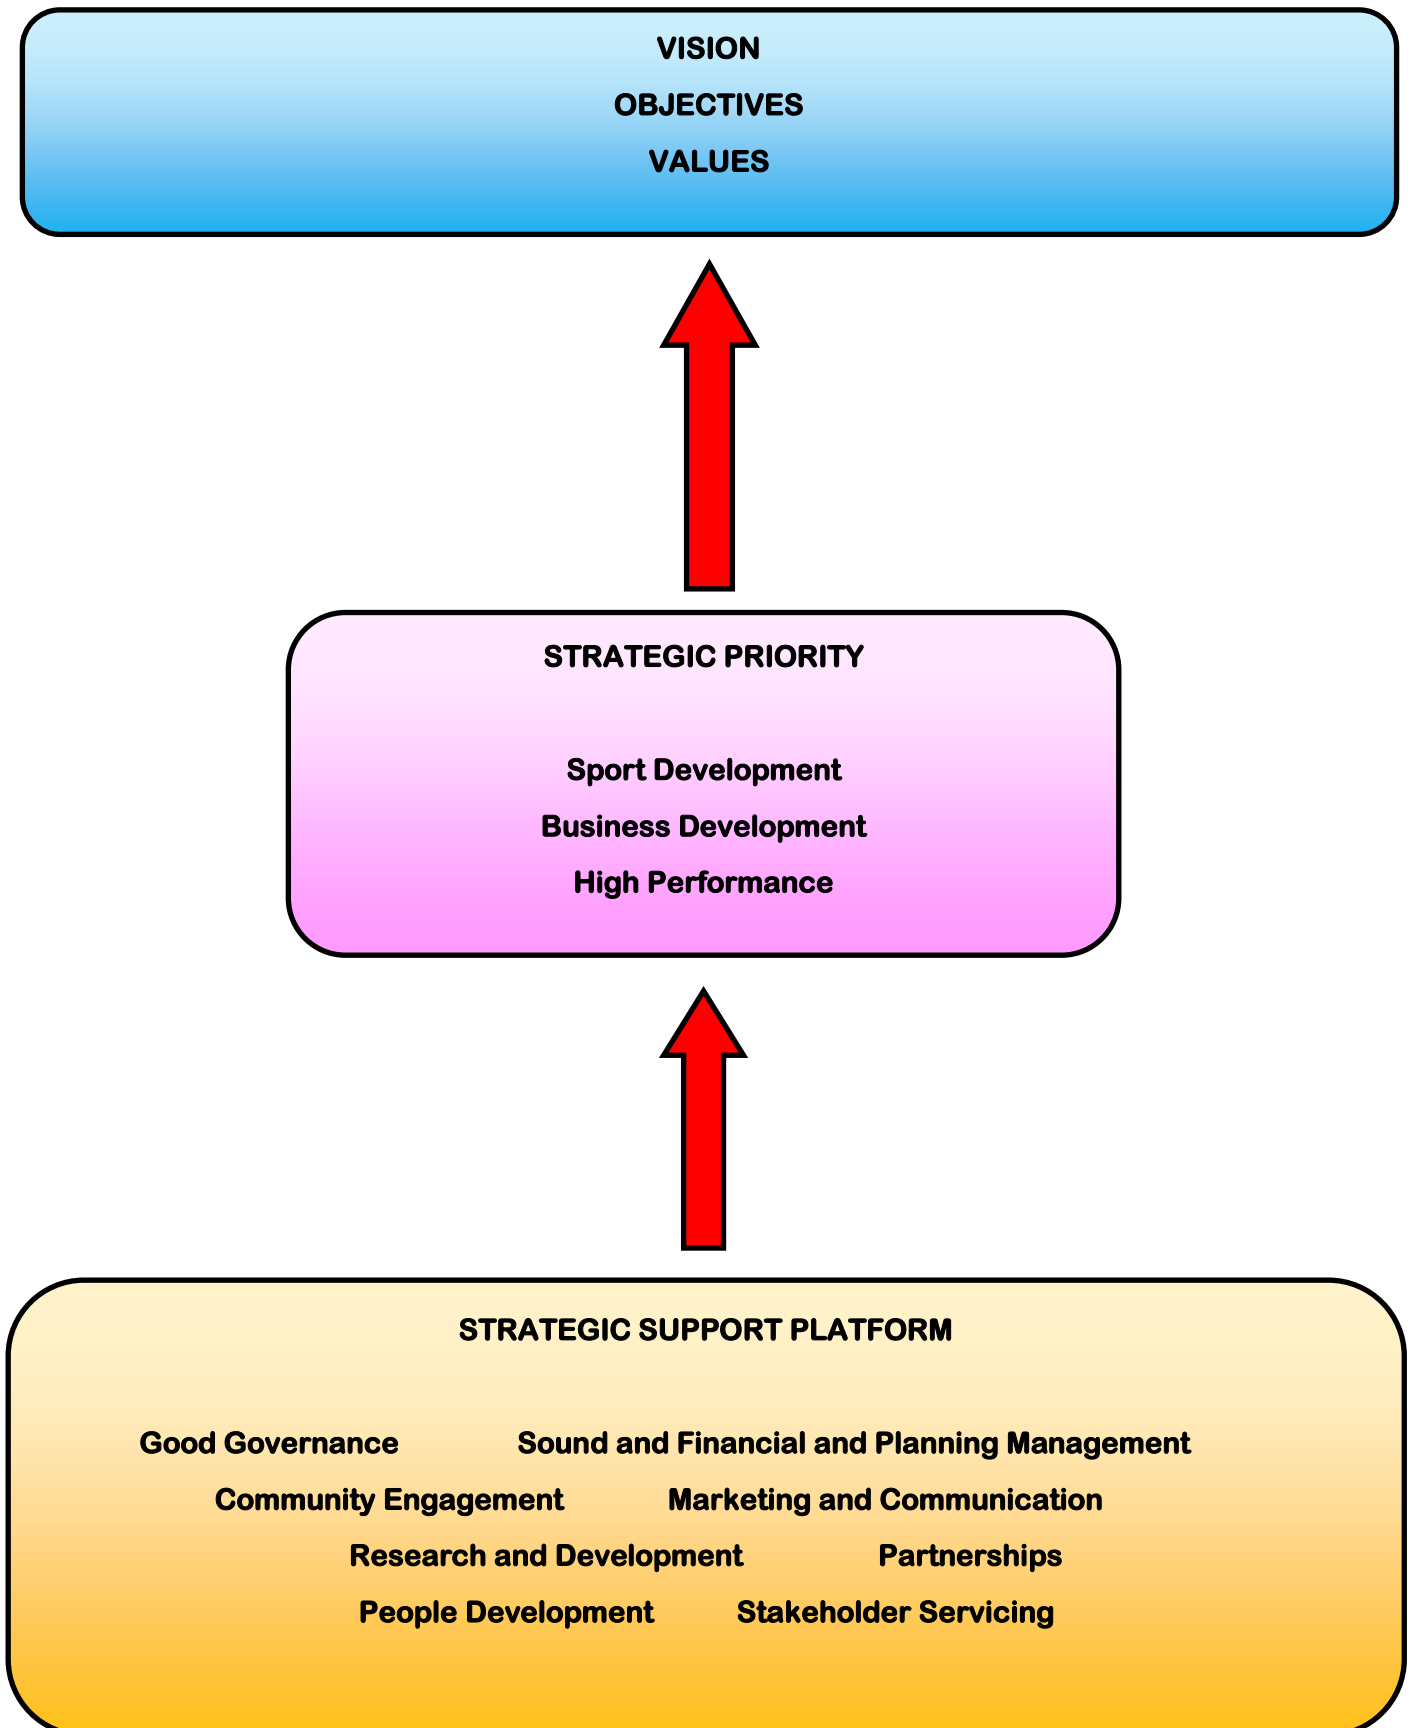 VISION
OBJECTIVES
VALUES
STRATEGIC PRIORITY
Sport Development
Business Development
High Performance
STRATEGIC SUPPORT PLATFORM
Good Governance Sound and Financial and Planning Management
Community Engagement Marketing and Communication
Research and Development Partnerships
People Development Stakeholder Servicing